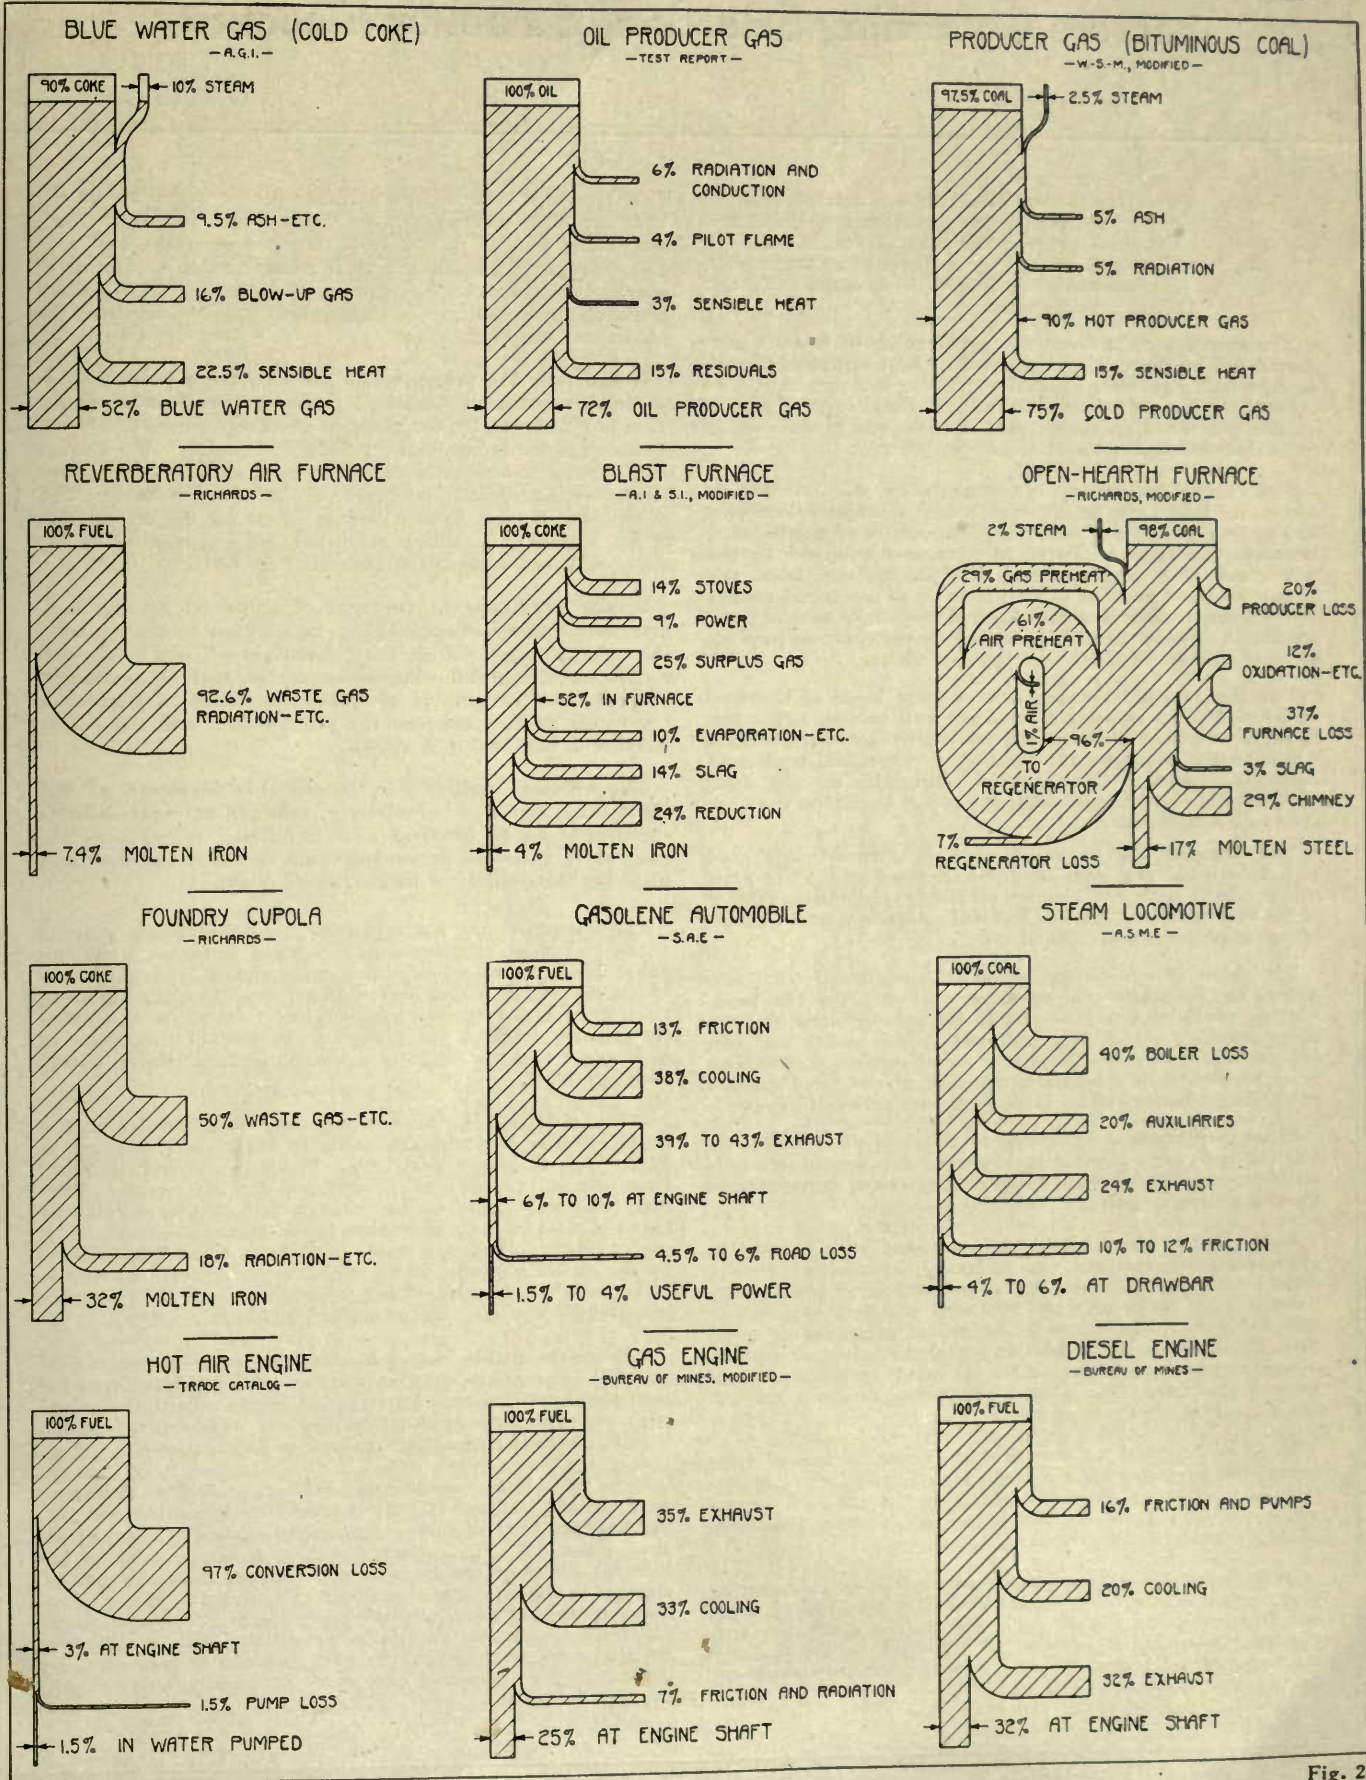 BLUE WATER GAS (COLD COKE)
—A.G.I.—
90% COKE
10% STEAM
9.5% ASH-ETC.
16% BLOW-UP GAS
22.5% SENSIBLE HEAT
52% BLUE WATER GAS
OIL PRODUCER GAS
—TEST REPORT—
100% OIL
6% RADIATION AND
CONDUCTION
4% PILOT FLAME
3% SENSIBLE HEAT
15% RESIDUALS
72% OIL PRODUCER GAS
PRODUCER GAS (BITUMINOUS COAL)
—W.-S.-M., MODIFIED—
97.5% COAL
2.5% STEAM
5% ASH
5% RADIATION
90% HOT PRODUCER GAS
15% SENSIBLE HEAT
75% COLD PRODUCER GAS
REVERBERATORY AIR FURNACE
—RICHARDS—
100% FUEL
92.6% WASTE GAS
RADIATION-ETC.
7.4% MOLTEN IRON
BLAST FURNACE
—A.I & S.I., MODIFIED—
100% COKE
14% STOVES
9% POWER
25% SURPLUS GAS
52% IN FURNACE
10% EVAPORATION-ETC.
14% SLAG
24% REDUCTION
4% MOLTEN IRON
OPEN-HEARTH FURNACE
—RICHARDS, MODIFIED—
2% STEAM
98% COAL
29% GAS PREHEAT
20%
PRODUCER LOSS
61%
AIR PREHEAT
12%
OXIDATION-ETC.
1% AIR
37%
FURNACE LOSS
96%
TO
REGENERATOR
3% SLAG
29% CHIMNEY
7%
REGENERATOR LOSS
17% MOLTEN STEEL
FOUNDRY CUPOLA
—RICHARDS—
100% COKE
50% WASTE GAS-ETC.
18% RADIATION-ETC.
32% MOLTEN IRON
GASOLENE AUTOMOBILE
—S.A.E—
100% FUEL
13% FRICTION
38% COOLING
39% TO 43% EXHAUST
6% TO 10% AT ENGINE SHAFT
4.5% TO 6% ROAD LOSS
1.5% TO 4% USEFUL POWER
STEAM LOCOMOTIVE
—A.S.M.E—
100% COAL
40% BOILER LOSS
20% AUXILIARIES
24% EXHAUST
10% TO 12% FRICTION
4% TO 6% AT DRAWBAR
HOT AIR ENGINE
—TRADE CATALOG—
100% FUEL
97% CONVERSION LOSS
3% AT ENGINE SHAFT
1.5% PUMP LOSS
1.5% IN WATER PUMPED
GAS ENGINE
—BUREAU OF MINES, MODIFIED—
100% FUEL
35% EXHAUST
33% COOLING
7% FRICTION AND RADIATION
25% AT ENGINE SHAFT
DIESEL ENGINE
—BUREAU OF MINES—
100% FUEL
16% FRICTION AND PUMPS
20% COOLING
32% EXHAUST
32% AT ENGINE SHAFT
Fig. 2